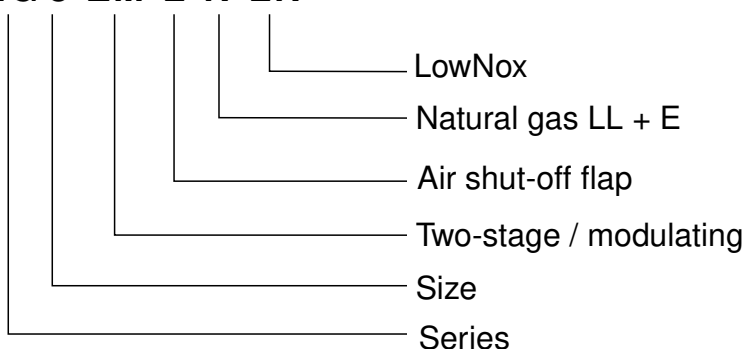 LowNox
Natural gas LL + E
Air shut-off flap
Two-stage / modulating
Size
Series